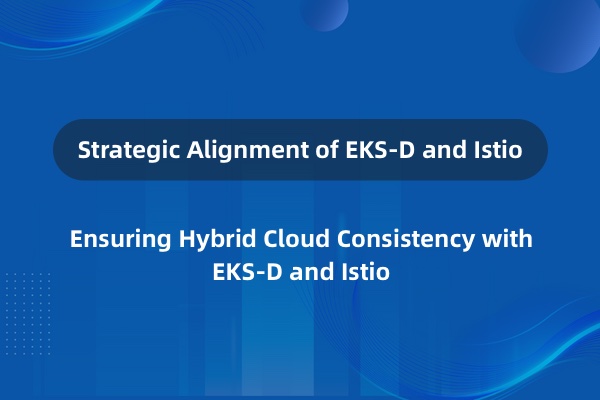 Strategic Alignment of EKS-D and Istio
Ensuring Hybrid Cloud Consistency with
EKS-D and Istio